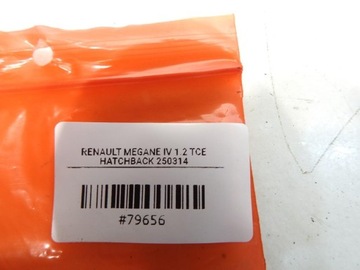 RENAULT MEGANE IV 1.2 TCE
HATCHBACK 250314
#79656